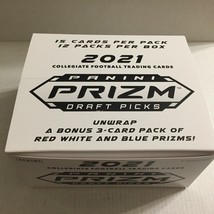 15 CARDS PER PACK
12 PACKS PER BOX
2021
COLLEGIATE FOOTBALL TRADING CARDS
PANINI
PRIZM
DRAFT PICKS
UNWRAP
A BONUS 3-CARD PACK OF
RED WHITE AND BLUE PRIZMS!
2021
COLLEGIATE FOOTBALL TRADING CARDS